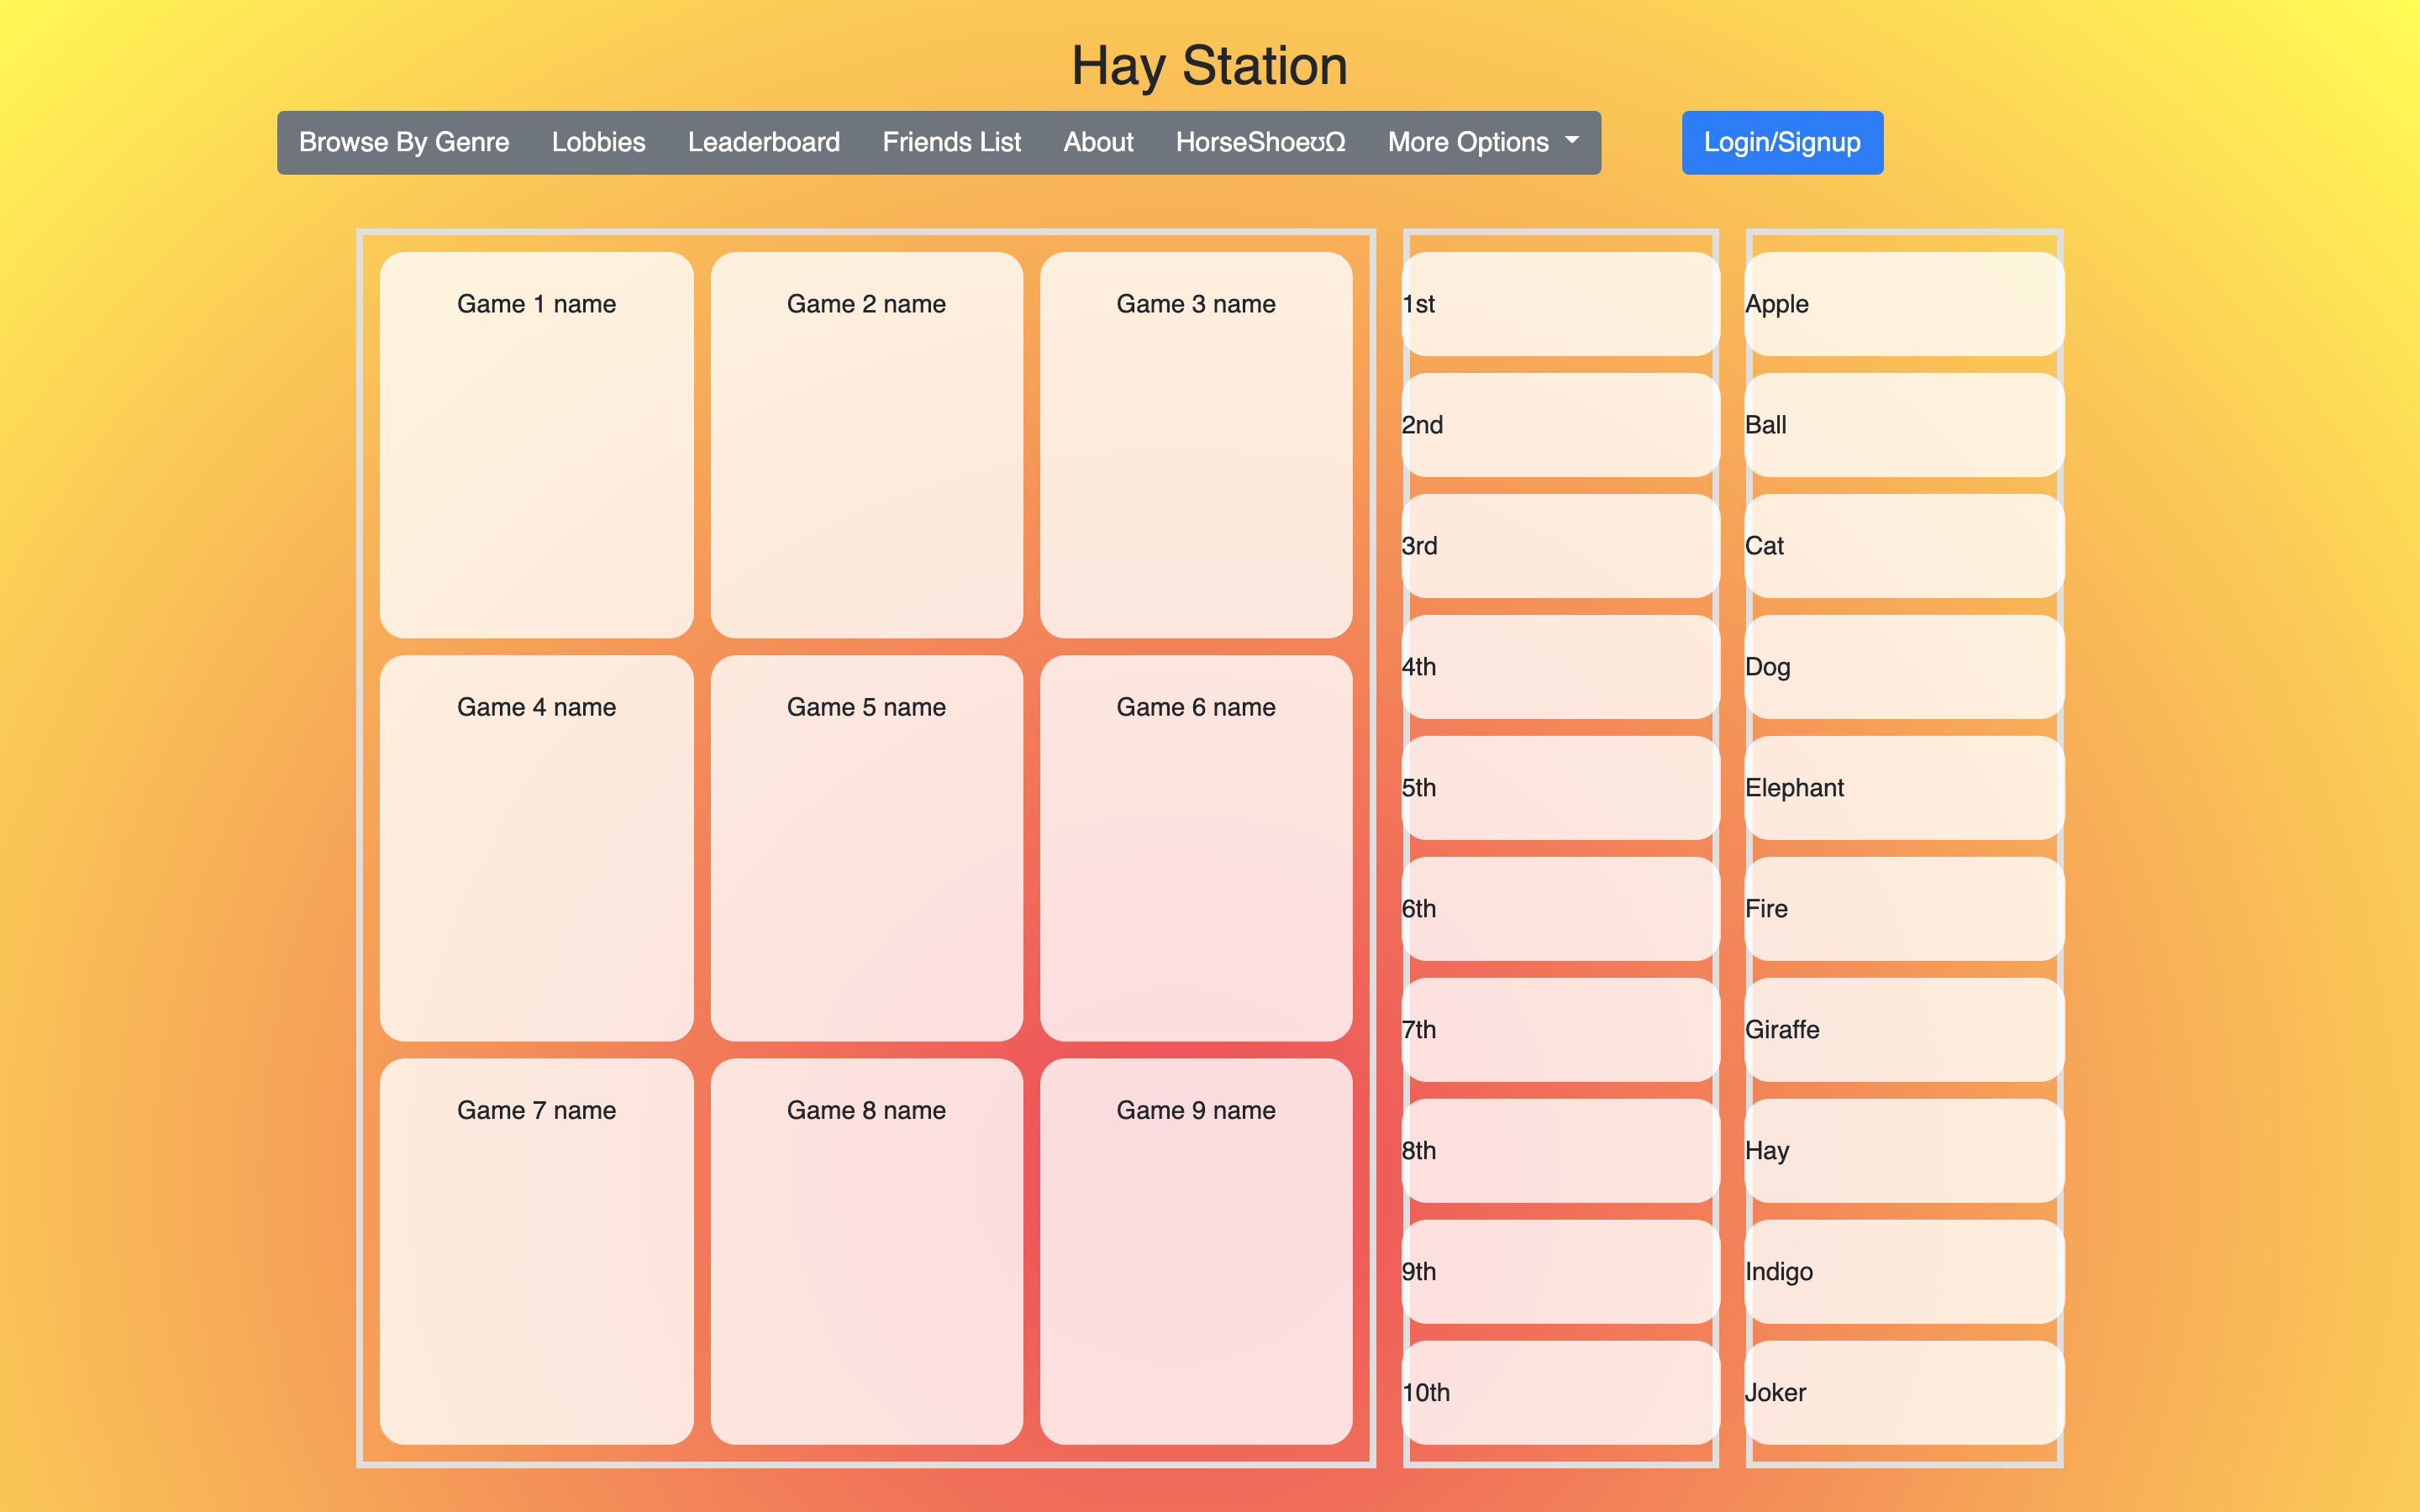 Hay Station
Browse By Genre Lobbies Leaderboard Friends List About HorseShoe℧Ω More Options Login/Signup
Game 1 name Game 2 name Game 3 name
Game 4 name Game 5 name Game 6 name
Game 7 name Game 8 name Game 9 name
1st
2nd
3rd
4th
5th
6th
7th
8th
9th
10th
Apple
Ball
Cat
Dog
Elephant
Fire
Giraffe
Hay
Indigo
Joker